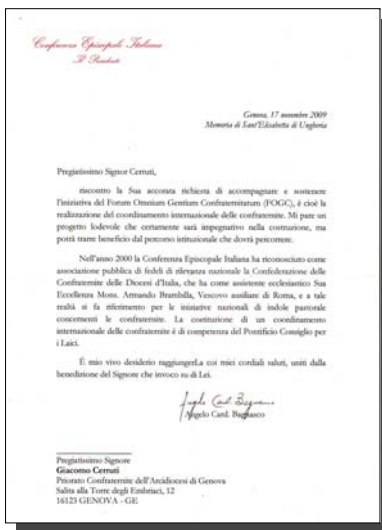 Conferenza Episcopale Italiana
Il Presidente
Genova, 17 novembre 2009
Memoria di Sant'Elisabetta di Ungheria
Pregiatissimo Signor Cerruti,
riscontro la Sua accorata richiesta di accompagnare e sostenere
l'iniziativa del Forum Omnium Gentium Confraternitatum (FOGC), è cioè la
realizzazione del coordinamento internazionale delle confraternite. Mi pare un
progetto lodevole che certamente sarà impegnativo nella costruzione, ma
potrà trarre beneficio dal percorso istituzionale che dovrà percorrere.
Nell'anno 2000 la Conferenza Episcopale Italiana ha riconosciuto come
associazione pubblica di fedeli di rilevanza nazionale la Confederazione delle
Confraternite delle Diocesi d'Italia, che ha come assistente ecclesiastico Sua
Eccellenza Mons. Armando Brambilla, Vescovo ausiliare di Roma, e a tale
realtà si fa riferimento per le iniziative nazionali di indole pastorale
concernenti le confraternite. La costituzione di un coordinamento
internazionale delle confraternite è di competenza del Pontificio Consiglio per
i Laici.
È mio vivo desiderio raggiungerLa coi miei cordiali saluti, uniti dalla
benedizione del Signore che invoco su di Lei.
Angelo Card. Bagnasco
Angelo Card. Bagnasco
Pregiatissimo Signore
Giacomo Cerruti
Priorato Confraternite dell'Arcidiocesi di Genova
Salita alla Torre degli Embriaci, 12
16123 GENOVA - GE